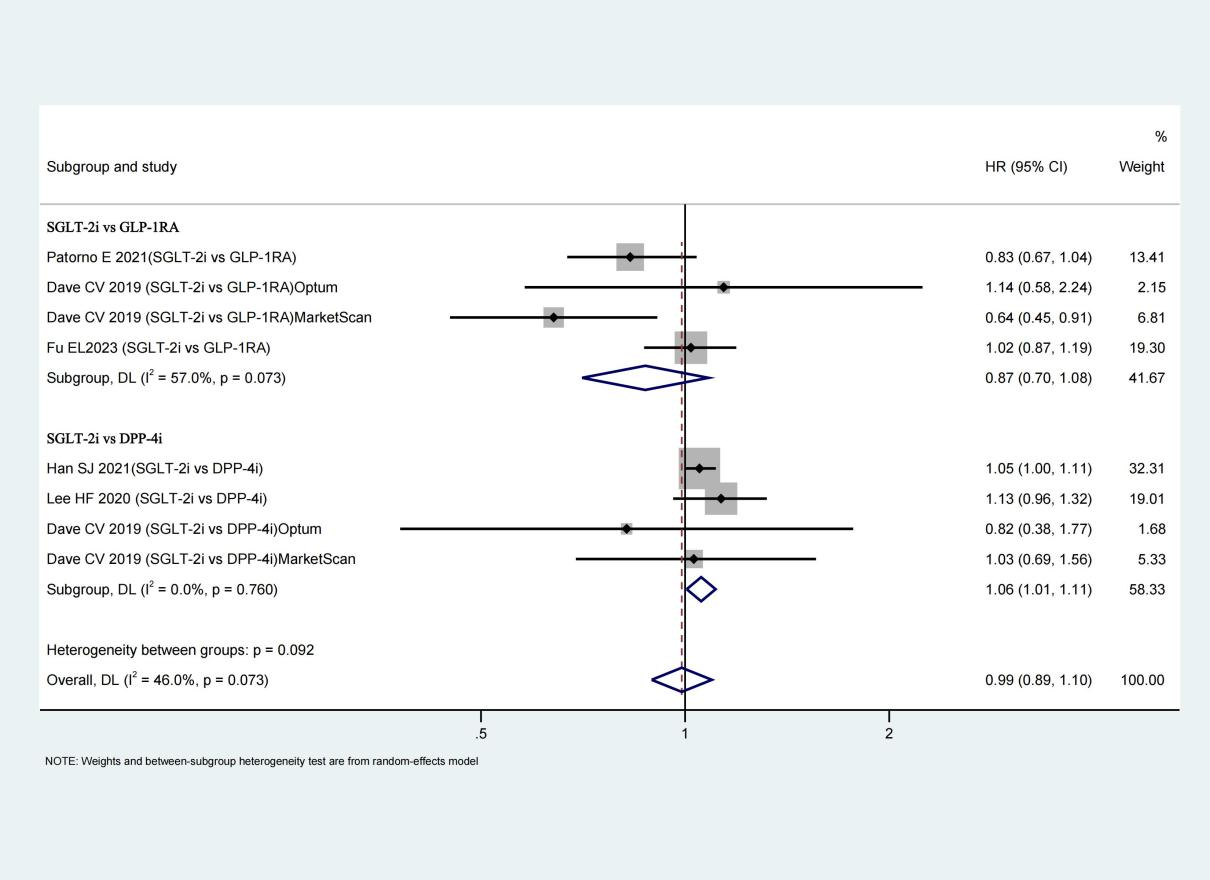 %
Subgroup and study HR (95% CI) Weight
SGLT-2i vs GLP-1RA
Patorno E 2021(SGLT-2i vs GLP-1RA) 0.83 (0.67, 1.04) 13.41
Dave CV 2019 (SGLT-2i vs GLP-1RA)Optum 1.14 (0.58, 2.24) 2.15
Dave CV 2019 (SGLT-2i vs GLP-1RA)MarketScan 0.64 (0.45, 0.91) 6.81
Fu EL2023 (SGLT-2i vs GLP-1RA) 1.02 (0.87, 1.19) 19.30
Subgroup, DL (I² = 57.0%, p = 0.073) 0.87 (0.70, 1.08) 41.67
SGLT-2i vs DPP-4i
Han SJ 2021(SGLT-2i vs DPP-4i) 1.05 (1.00, 1.11) 32.31
Lee HF 2020 (SGLT-2i vs DPP-4i) 1.13 (0.96, 1.32) 19.01
Dave CV 2019 (SGLT-2i vs DPP-4i)Optum 0.82 (0.38, 1.77) 1.68
Dave CV 2019 (SGLT-2i vs DPP-4i)MarketScan 1.03 (0.69, 1.56) 5.33
Subgroup, DL (I² = 0.0%, p = 0.760) 1.06 (1.01, 1.11) 58.33
Heterogeneity between groups: p = 0.092
Overall, DL (I² = 46.0%, p = 0.073) 0.99 (0.89, 1.10) 100.00
.5 1 2
NOTE: Weights and between-subgroup heterogeneity test are from random-effects model